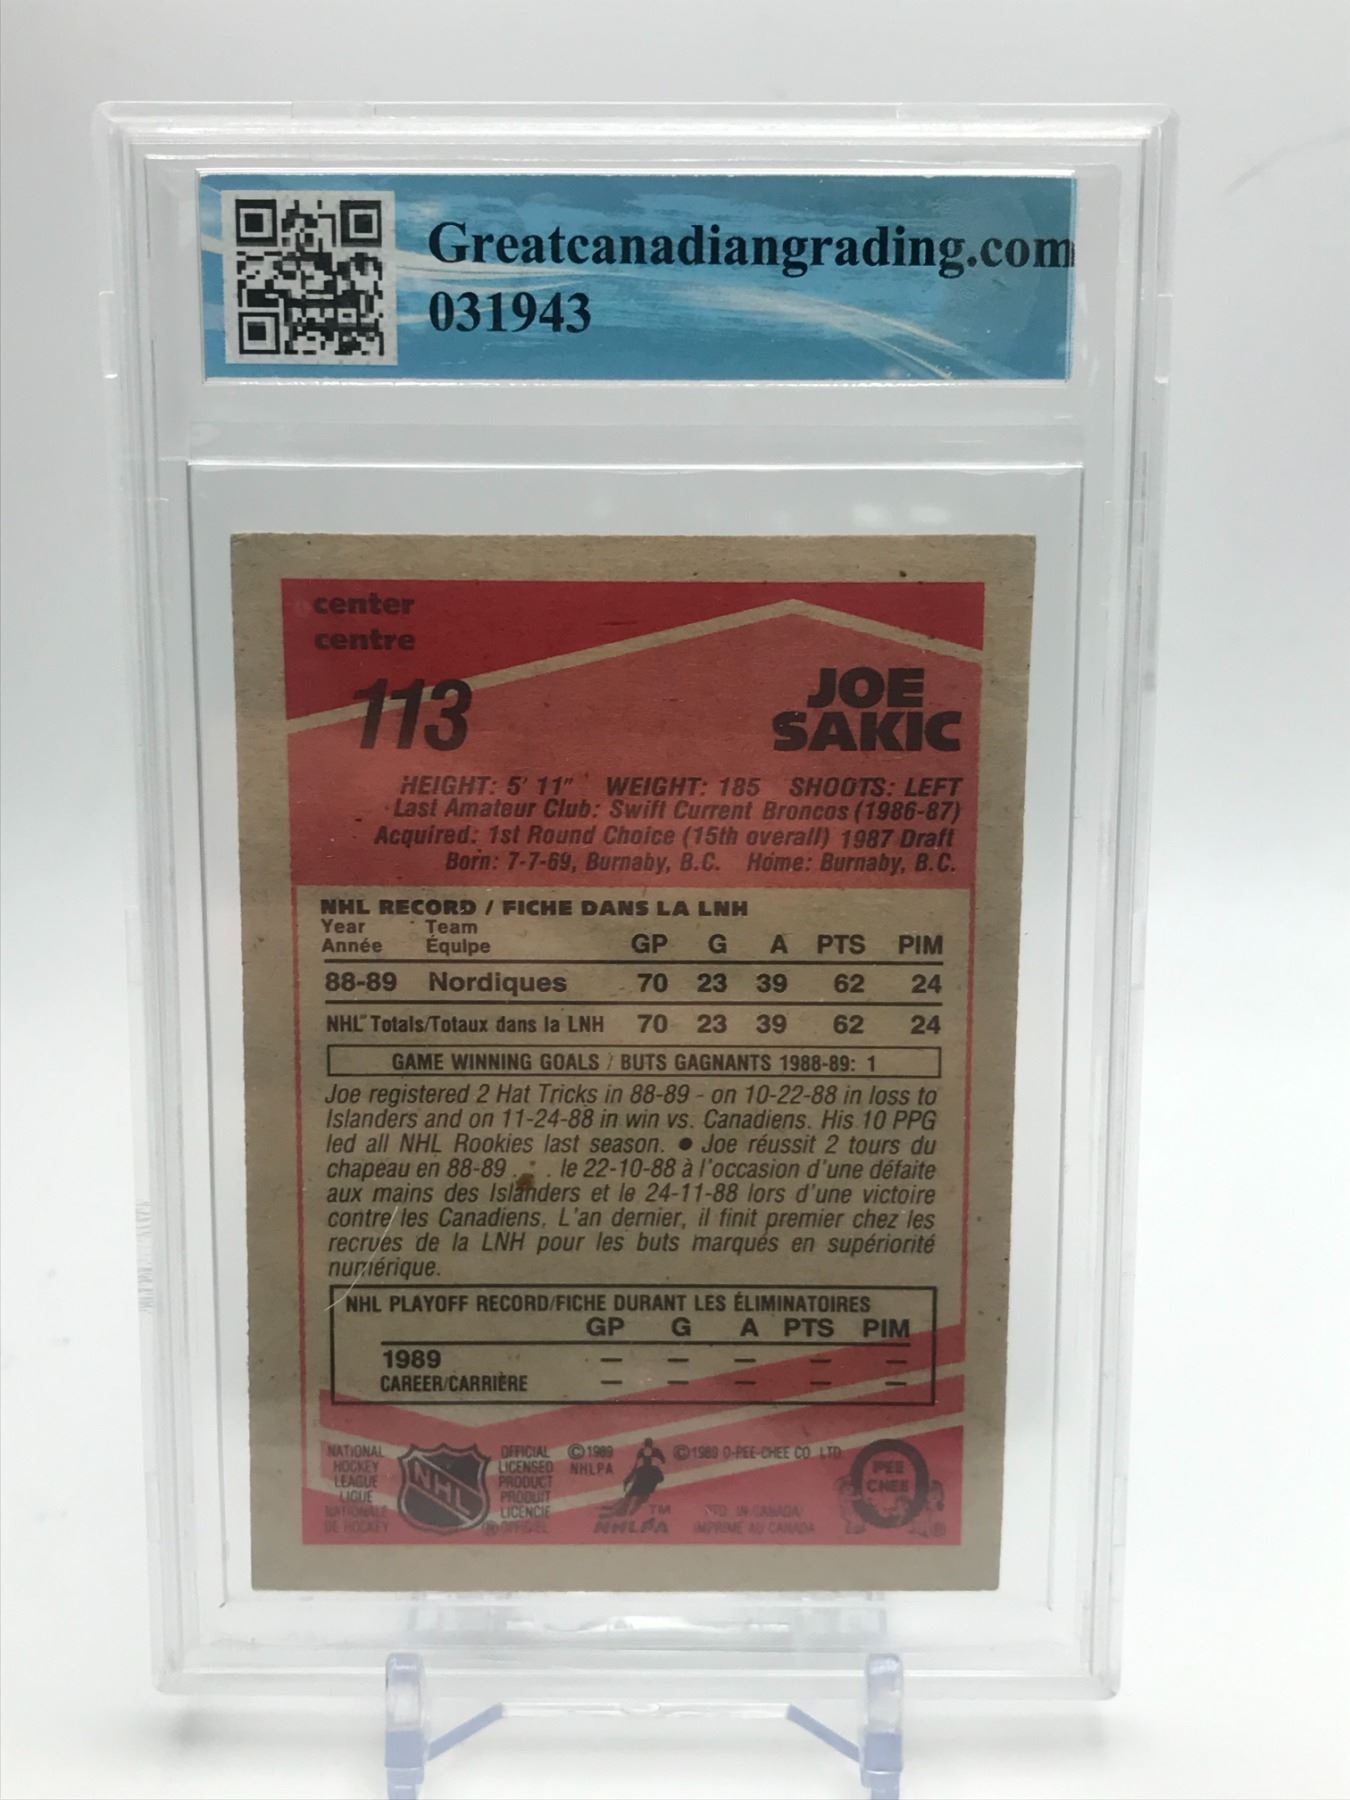 Greatcanadiangrading.com
031943
center
centre
113
JOE
SAKIC
HEIGHT: 5' 11" WEIGHT: 185 SHOOTS: LEFT
Last Amateur Club: Swift Current Broncos (1986-87)
Acquired: 1st Round Choice (15th overall) 1987 Draft
Born: 7-7-69, Burnaby, B.C. Home: Burnaby, B.C.
NHL RECORD / FICHE DANS LA LNH
Year Team
Année Équipe GP G A PTS PIM
88-89 Nordiques 70 23 39 62 24
NHL Totals/Totaux dans la LNH 70 23 39 62 24
GAME WINNING GOALS / BUTS GAGNANTS 1988-89: 1
Joe registered 2 Hat Tricks in 88-89 - on 10-22-88 in loss to
Islanders and on 11-24-88 in win vs. Canadiens. His 10 PPG
led all NHL Rookies last season. ● Joe réussit 2 tours du
chapeau en 88-89 . . . le 22-10-88 à l'occasion d'une défaite
aux mains des Islanders et le 24-11-88 lors d'une victoire
contre les Canadiens. L'an dernier, il finit premier chez les
recrues de la LNH pour les buts marqués en supériorité
numérique.
NHL PLAYOFF RECORD/FICHE DURANT LES ÉLIMINATOIRES
GP G A PTS PIM
1989 — — — — —
CAREER/CARRIÈRE — — — — —
NATIONAL
HOCKEY
LEAGUE
LIGUE
NATIONALE
DE HOCKEY
NHL
OFFICIAL
LICENSED
PRODUCT
PRODUIT
LICENCIÉ
OFFICIEL
©1989
NHLPA
TM
NHLPA
©1989 O-PEE-CHEE CO. LTD.
PTD. IN CANADA/
IMPRIMÉ AU CANADA
O PEE
CHEE
®